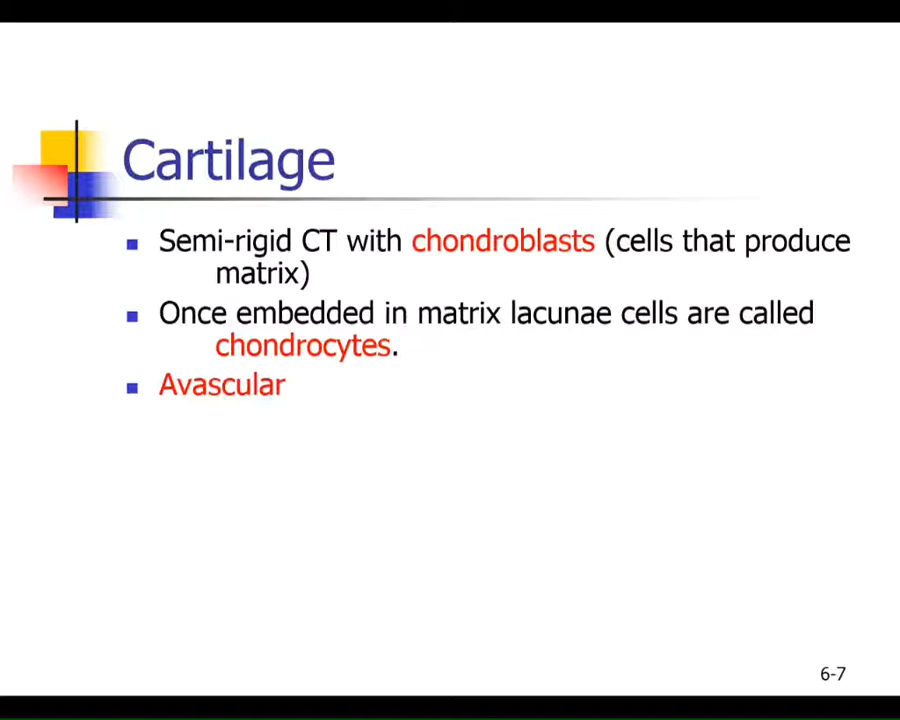 Cartilage
Semi-rigid CT with chondroblasts (cells that produce
matrix)
Once embedded in matrix lacunae cells are called
chondrocytes.
Avascular
6-7